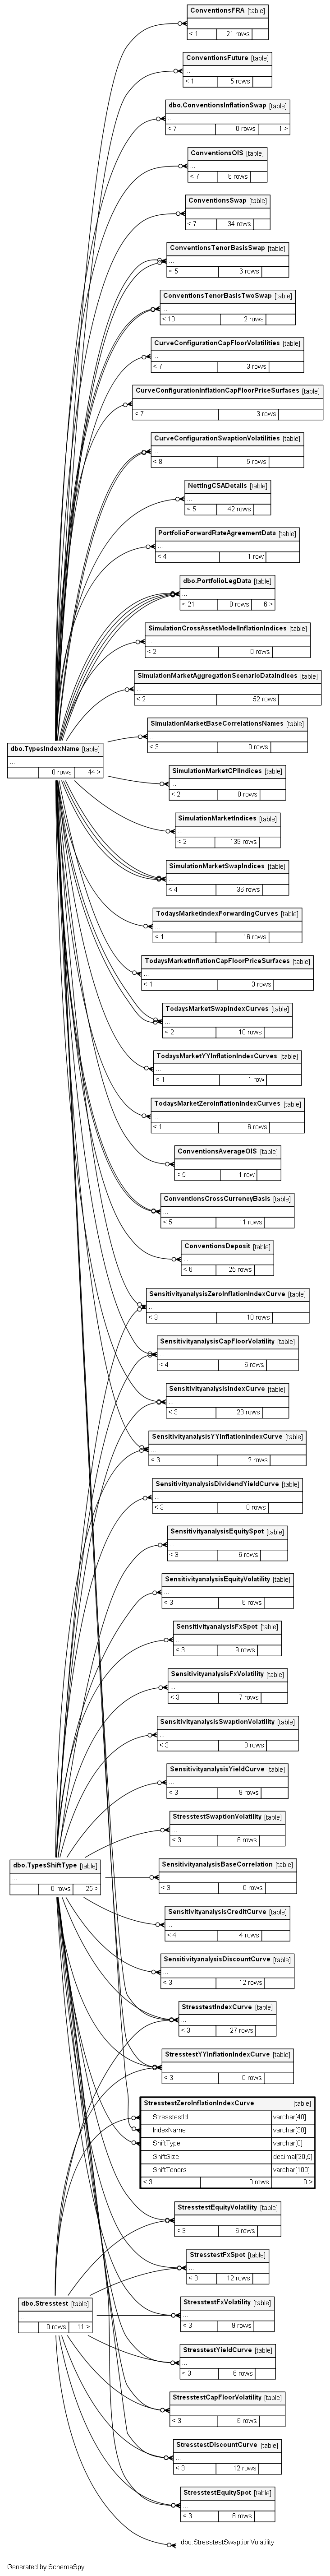 ConventionsFRA [table]
...
< 1 21 rows
ConventionsFuture [table]
...
< 1 5 rows
dbo.ConventionsInflationSwap [table]
...
< 7 0 rows 1 >
ConventionsOIS [table]
...
< 7 6 rows
ConventionsSwap [table]
...
< 7 34 rows
ConventionsTenorBasisSwap [table]
...
< 5 6 rows
ConventionsTenorBasisTwoSwap [table]
...
< 10 2 rows
CurveConfigurationCapFloorVolatilities [table]
...
< 7 3 rows
CurveConfigurationInflationCapFloorPriceSurfaces [table]
...
< 7 3 rows
CurveConfigurationSwaptionVolatilities [table]
...
< 8 5 rows
NettingCSADetails [table]
...
< 5 42 rows
PortfolioForwardRateAgreementData [table]
...
< 4 1 row
dbo.PortfolioLegData [table]
...
< 21 0 rows 6 >
SimulationCrossAssetModelInflationIndices [table]
...
< 2 0 rows
SimulationMarketAggregationScenarioDataIndices [table]
...
< 2 52 rows
SimulationMarketBaseCorrelationsNames [table]
...
< 3 0 rows
dbo.TypesIndexName [table]
...
0 rows 44 >
SimulationMarketCPIIndices [table]
...
< 2 0 rows
SimulationMarketIndices [table]
...
< 2 139 rows
SimulationMarketSwapIndices [table]
...
< 4 36 rows
TodaysMarketIndexForwardingCurves [table]
...
< 1 16 rows
TodaysMarketInflationCapFloorPriceSurfaces [table]
...
< 1 3 rows
TodaysMarketSwapIndexCurves [table]
...
< 2 10 rows
TodaysMarketYYInflationIndexCurves [table]
...
< 1 1 row
TodaysMarketZeroInflationIndexCurves [table]
...
< 1 6 rows
ConventionsAverageOIS [table]
...
< 5 1 row
ConventionsCrossCurrencyBasis [table]
...
< 5 11 rows
ConventionsDeposit [table]
...
< 6 25 rows
SensitivityanalysisZeroInflationIndexCurve [table]
...
< 3 10 rows
SensitivityanalysisCapFloorVolatility [table]
...
< 4 6 rows
SensitivityanalysisIndexCurve [table]
...
< 3 23 rows
SensitivityanalysisYYInflationIndexCurve [table]
...
< 3 2 rows
SensitivityanalysisDividendYieldCurve [table]
...
< 3 0 rows
SensitivityanalysisEquitySpot [table]
...
< 3 6 rows
SensitivityanalysisEquityVolatility [table]
...
< 3 6 rows
SensitivityanalysisFxSpot [table]
...
< 3 9 rows
SensitivityanalysisFxVolatility [table]
...
< 3 7 rows
SensitivityanalysisSwaptionVolatility [table]
...
< 3 3 rows
SensitivityanalysisYieldCurve [table]
...
< 3 9 rows
StresstestSwaptionVolatility [table]
...
< 3 6 rows
dbo.TypesShiftType [table]
...
0 rows 25 >
SensitivityanalysisBaseCorrelation [table]
...
< 3 0 rows
SensitivityanalysisCreditCurve [table]
...
< 4 4 rows
SensitivityanalysisDiscountCurve [table]
...
< 3 12 rows
StresstestIndexCurve [table]
...
< 3 27 rows
StresstestYYInflationIndexCurve [table]
...
< 3 0 rows
StresstestZeroInflationIndexCurve [table]
StresstestId varchar[40]
IndexName varchar[30]
ShiftType varchar[8]
ShiftSize decimal[20,5]
ShiftTenors varchar[100]
< 3 0 rows 0 >
StresstestEquityVolatility [table]
...
< 3 6 rows
StresstestFxSpot [table]
...
< 3 12 rows
dbo.Stresstest [table]
...
0 rows 11 >
StresstestFxVolatility [table]
...
< 3 9 rows
StresstestYieldCurve [table]
...
< 3 6 rows
StresstestCapFloorVolatility [table]
...
< 3 6 rows
StresstestDiscountCurve [table]
...
< 3 12 rows
StresstestEquitySpot [table]
...
< 3 6 rows
dbo.StresstestSwaptionVolatility
Generated by SchemaSpy